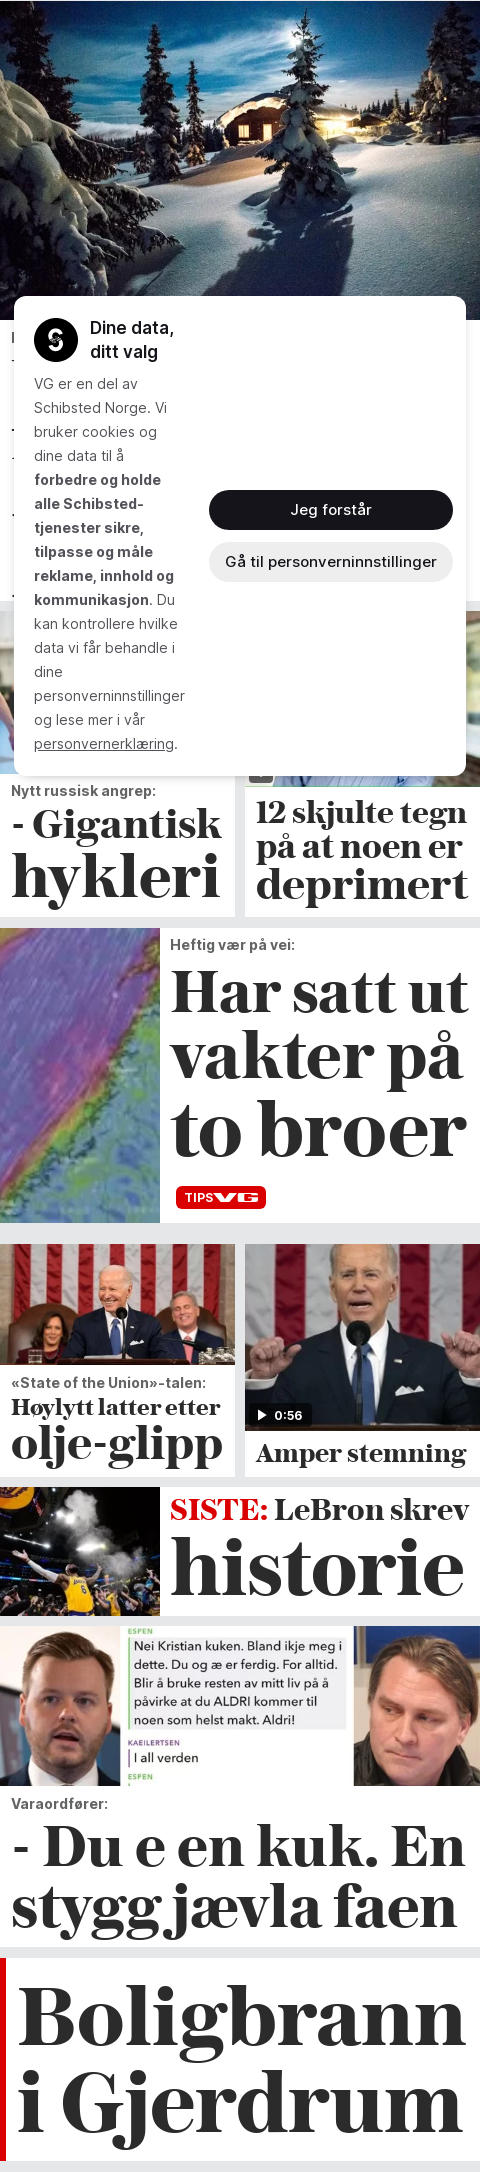 Dine data,
ditt valg
VG er en del av
Schibsted Norge. Vi
bruker cookies og
dine data til å
forbedre og holde
alle Schibsted-
tjenester sikre,
tilpasse og måle
reklame, innhold og
kommunikasjon. Du
kan kontrollere hvilke
data vi får behandle i
dine
personverninnstillinger
og lese mer i vår
personvernerklæring.
Jeg forstår
Gå til personverninnstillinger
Nytt russisk angrep:
- Gigantisk
hykleri
12 skjulte tegn
på at noen er
deprimert
Heftig vær på vei:
Har satt ut
vakter på
to broer
TIPS VG
«State of the Union»-talen:
Høylytt latter etter
olje-glipp
0:56
Amper stemning
SISTE: LeBron skrev
historie
ESPEN
Nei Kristian kuken. Bland ikje meg i
dette. Du og æ er ferdig. For alltid.
Blir å bruke resten av mitt liv på å
påvirke at du ALDRI kommer til
noen som helst makt. Aldri!
KAEILERTSEN
I all verden
ESPEN
Varaordfører:
- Du e en kuk. En
stygg jævla faen
Boligbrann
i Gjerdrum